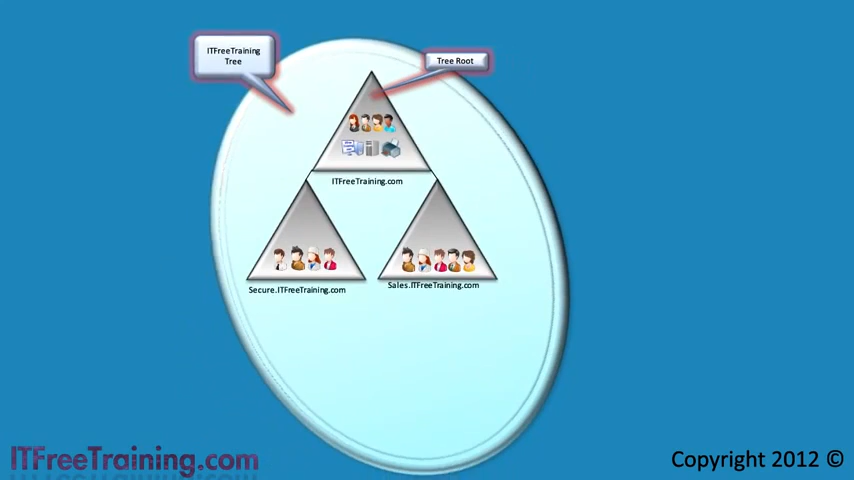 ITFreeTraining
Tree
Tree Root
ITFreeTraining.com
Secure.ITFreeTraining.com
Sales.ITFreeTraining.com
ITFreeTraining.com
Copyright 2012 ©